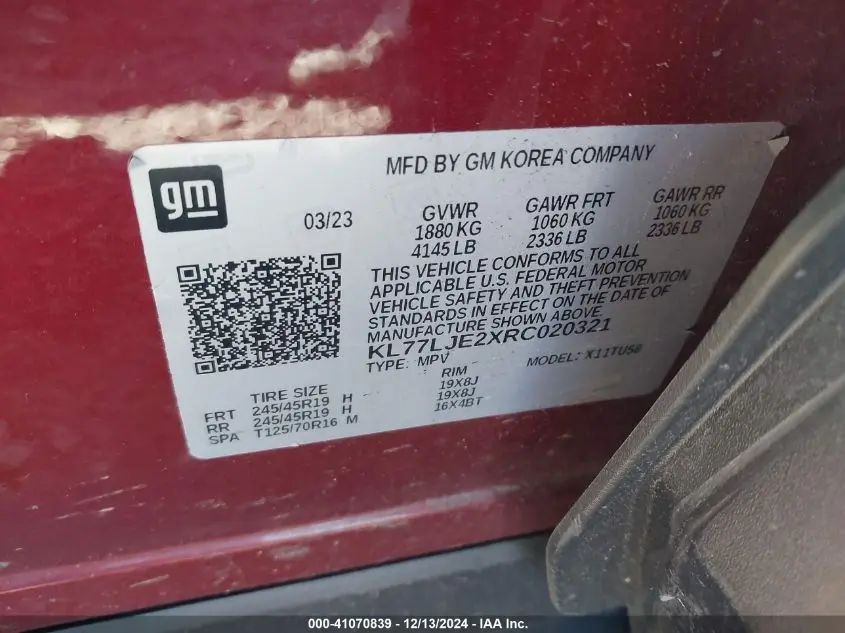 MFD BY GM KOREA COMPANY
gm
03/23
GVWR GAWR FRT GAWR RR
1880 KG 1060 KG 1060 KG
4145 LB 2336 LB 2336 LB
THIS VEHICLE CONFORMS TO ALL
APPLICABLE U.S. FEDERAL MOTOR
VEHICLE SAFETY AND THEFT PREVENTION
STANDARDS IN EFFECT ON THE DATE OF
MANUFACTURE SHOWN ABOVE.
KL77LJE2XRC020321
TYPE: MPV MODEL: X11TU58
TIRE SIZE RIM
FRT 245/45R19 H 19X8J
RR 245/45R19 H 19X8J
SPA T125/70R16 M 16X4BT
000-41070839 - 12/13/2024 - IAA Inc.